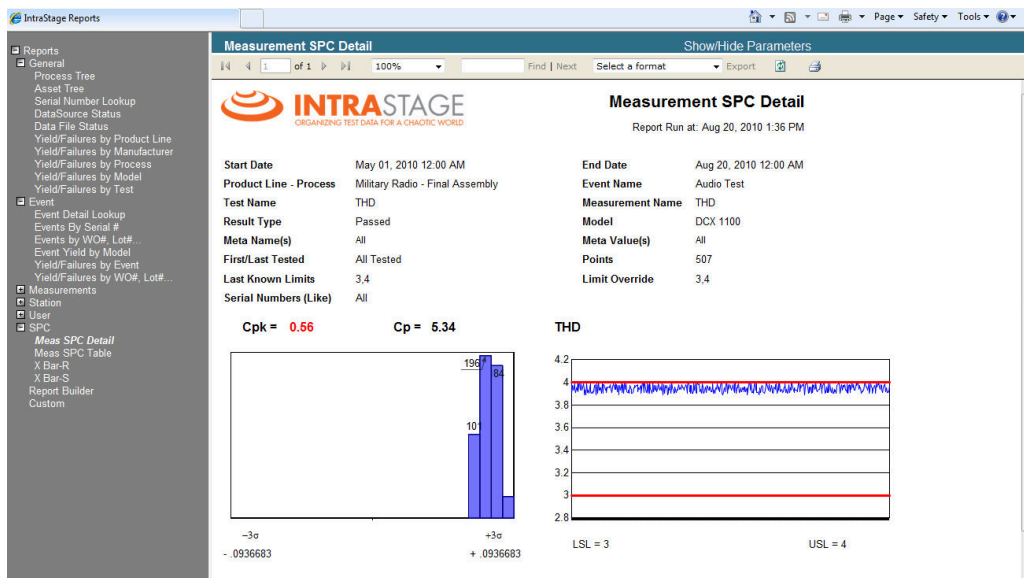 IntraStage Reports
Page Safety Tools
Reports
General
Process Tree
Asset Tree
Serial Number Lookup
DataSource Status
Data File Status
Yield/Failures by Product Line
Yield/Failures by Manufacturer
Yield/Failures by Process
Yield/Failures by Model
Yield/Failures by Test
Event
Event Detail Lookup
Events By Serial #
Events by WO#, Lot#...
Event Yield by Model
Yield/Failures by Event
Yield/Failures by WO#, Lot#...
Measurements
Station
User
SPC
Meas SPC Detail
Meas SPC Table
X Bar-R
X Bar-S
Report Builder
Custom
Measurement SPC Detail Show/Hide Parameters
1 of 1 100% Find | Next Select a format Export
INTRASTAGE
ORGANIZING TEST DATA FOR A CHAOTIC WORLD
Measurement SPC Detail
Report Run at: Aug 20, 2010 1:36 PM
Start Date May 01, 2010 12:00 AM End Date Aug 20, 2010 12:00 AM
Product Line - Process Military Radio - Final Assembly Event Name Audio Test
Test Name THD Measurement Name THD
Result Type Passed Model DCX 1100
Meta Name(s) All Meta Value(s) All
First/Last Tested All Tested Points 507
Last Known Limits 3,4 Limit Override 3,4
Serial Numbers (Like) All
Cpk = 0.56 Cp = 5.34 THD
196
84
101
−3σ +3σ
- .0936683 + .0936683
4.2
4
3.8
3.6
3.4
3.2
3
2.8
LSL = 3 USL = 4